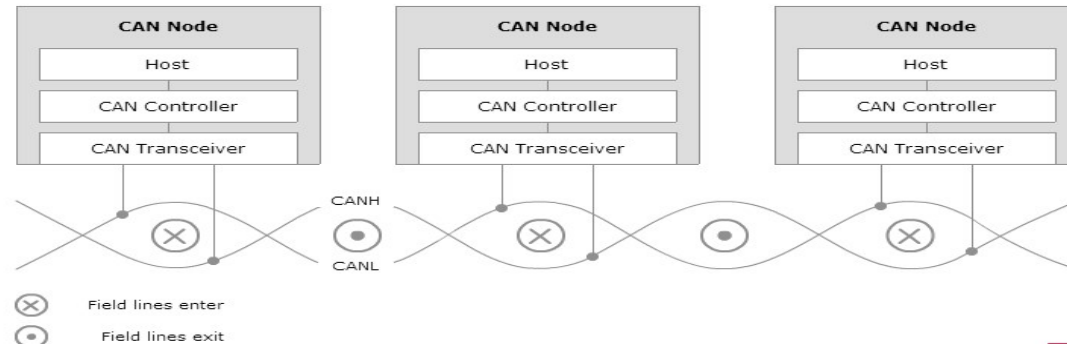 CAN Node CAN Node CAN Node
Host Host Host
CAN Controller CAN Controller CAN Controller
CAN Transceiver CAN Transceiver CAN Transceiver
CANH
CANL
Field lines enter
Field lines exit